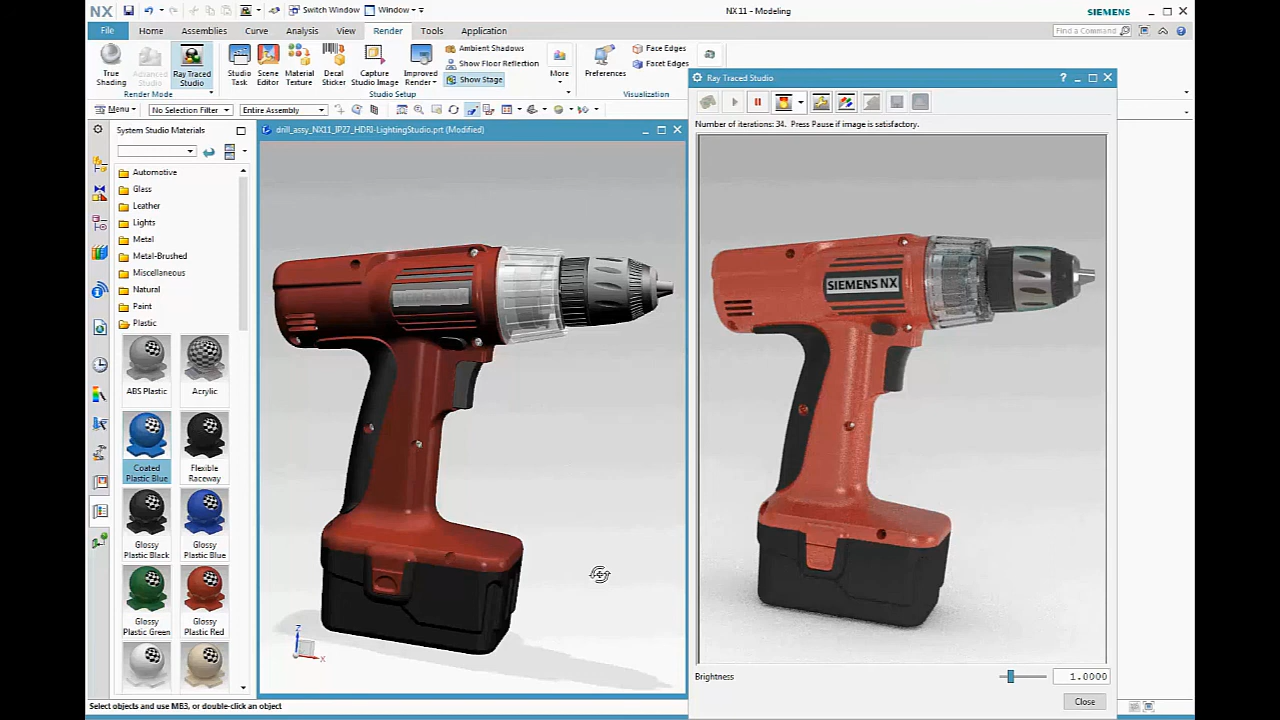 NX
Switch Window
Window
NX 11 - Modeling
SIEMENS
File
Home
Assemblies
Curve
Analysis
View
Render
Tools
Application
Find a Command
True Shading
Advanced Studio
Ray Traced Studio
Render Mode
Studio Task
Scene Editor
Material Texture
Decal Sticker
Capture Studio Image
Improved Render
Ambient Shadows
Show Floor Reflection
Show Stage
Studio Setup
More
Preferences
Face Edges
Facet Edges
Visualization
Menu
No Selection Filter
Entire Assembly
Ray Traced Studio
Number of iterations: 34. Press Pause if image is satisfactory.
System Studio Materials
drill_assy_NX11_IP27_HDRI-LightingStudio.prt (Modified)
Automotive
Glass
Leather
Lights
Metal
Metal-Brushed
Miscellaneous
Natural
Paint
Plastic
ABS Plastic
Acrylic
Coated Plastic Blue
Flexible Raceway
Glossy Plastic Black
Glossy Plastic Blue
Glossy Plastic Green
Glossy Plastic Red
SIEMENS NX
SIEMENS NX
Z
X
Brightness
1.0000
Close
Select objects and use MB3, or double-click an object